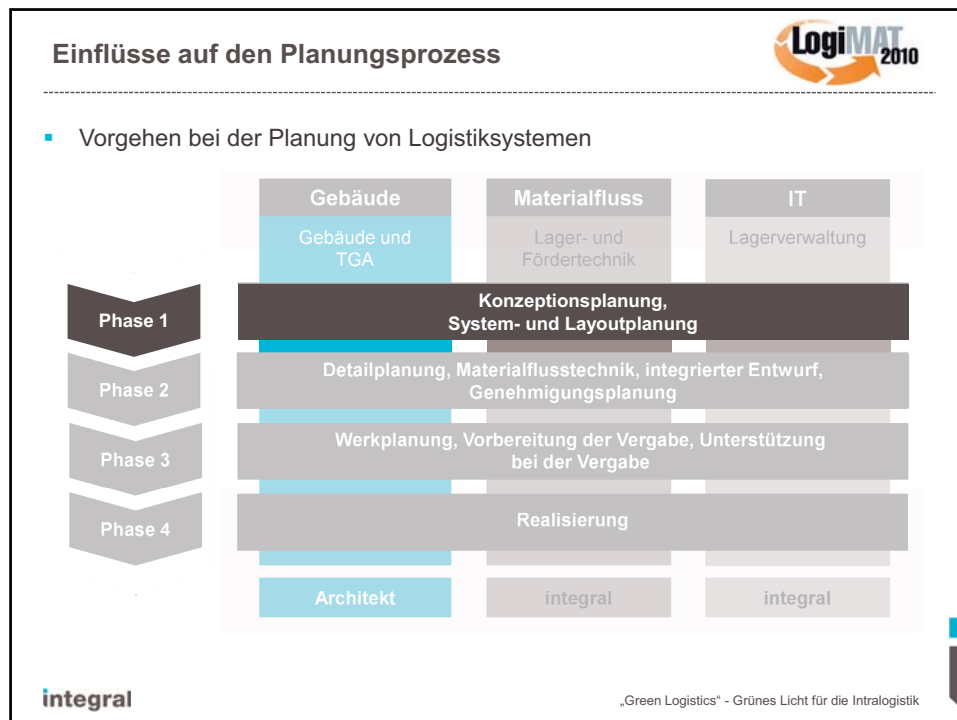 Einflüsse auf den Planungsprozess
LogiMAT
2010
▪ Vorgehen bei der Planung von Logistiksystemen
Gebäude
Materialfluss
IT
Gebäude und
TGA
Lager- und
Fördertechnik
Lagerverwaltung
Phase 1
Konzeptionsplanung,
System- und Layoutplanung
Phase 2
Detailplanung, Materialflusstechnik, integrierter Entwurf,
Genehmigungsplanung
Phase 3
Werkplanung, Vorbereitung der Vergabe, Unterstützung
bei der Vergabe
Phase 4
Realisierung
Architekt
integral
integral
integral
„Green Logistics“ - Grünes Licht für die Intralogistik